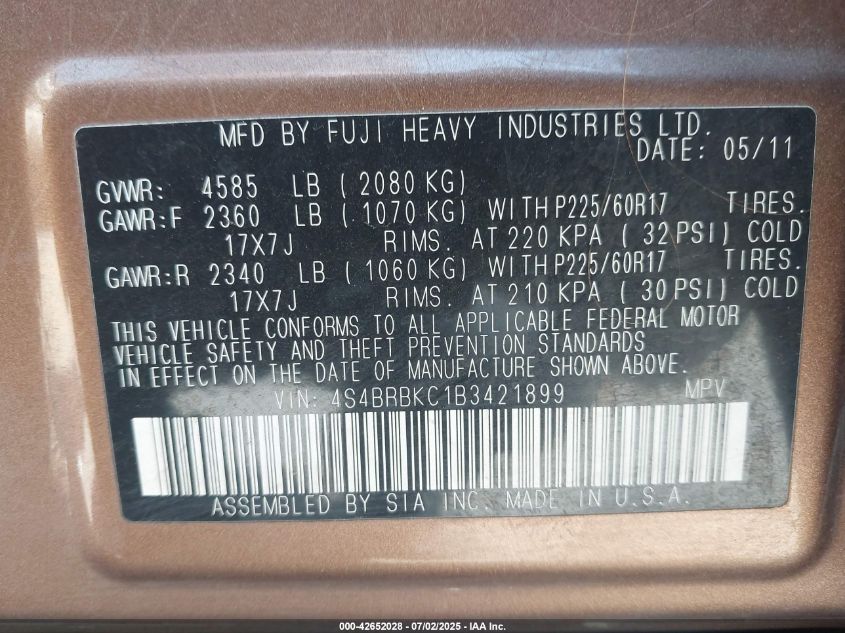 MFD BY FUJI HEAVY INDUSTRIES LTD.
DATE: 05/11
GVWR: 4585 LB ( 2080 KG)
GAWR:F 2360 LB ( 1070 KG) WITH P225/60R17 TIRES.
17X7J RIMS. AT 220 KPA ( 32 PSI) COLD
GAWR:R 2340 LB ( 1060 KG) WITH P225/60R17 TIRES.
17X7J RIMS. AT 210 KPA ( 30 PSI) COLD
THIS VEHICLE CONFORMS TO ALL APPLICABLE FEDERAL MOTOR
VEHICLE SAFETY AND THEFT PREVENTION STANDARDS
IN EFFECT ON THE DATE OF MANUFACTURE SHOWN ABOVE.
VIN: 4S4BRBKC1B3421899 MPV
ASSEMBLED BY SIA INC. MADE IN U.S.A.
000-42652028 - 07/02/2025 - IAA Inc.